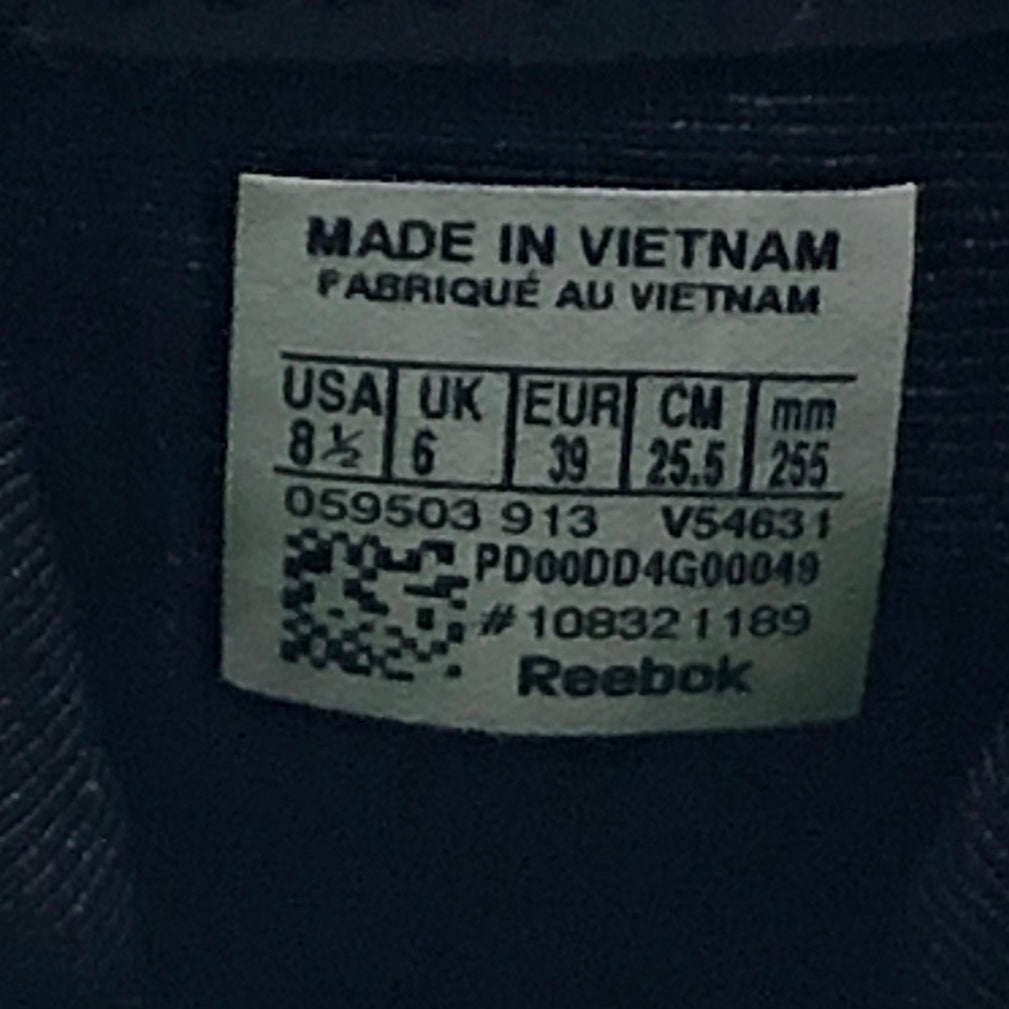 MADE IN VIETNAM
FABRIQUÉ AU VIETNAM
USA UK EUR CM mm
8½ 6 39 25.5 255
059503 913 V54631
PD00DD4G00049
#108321189
Reebok